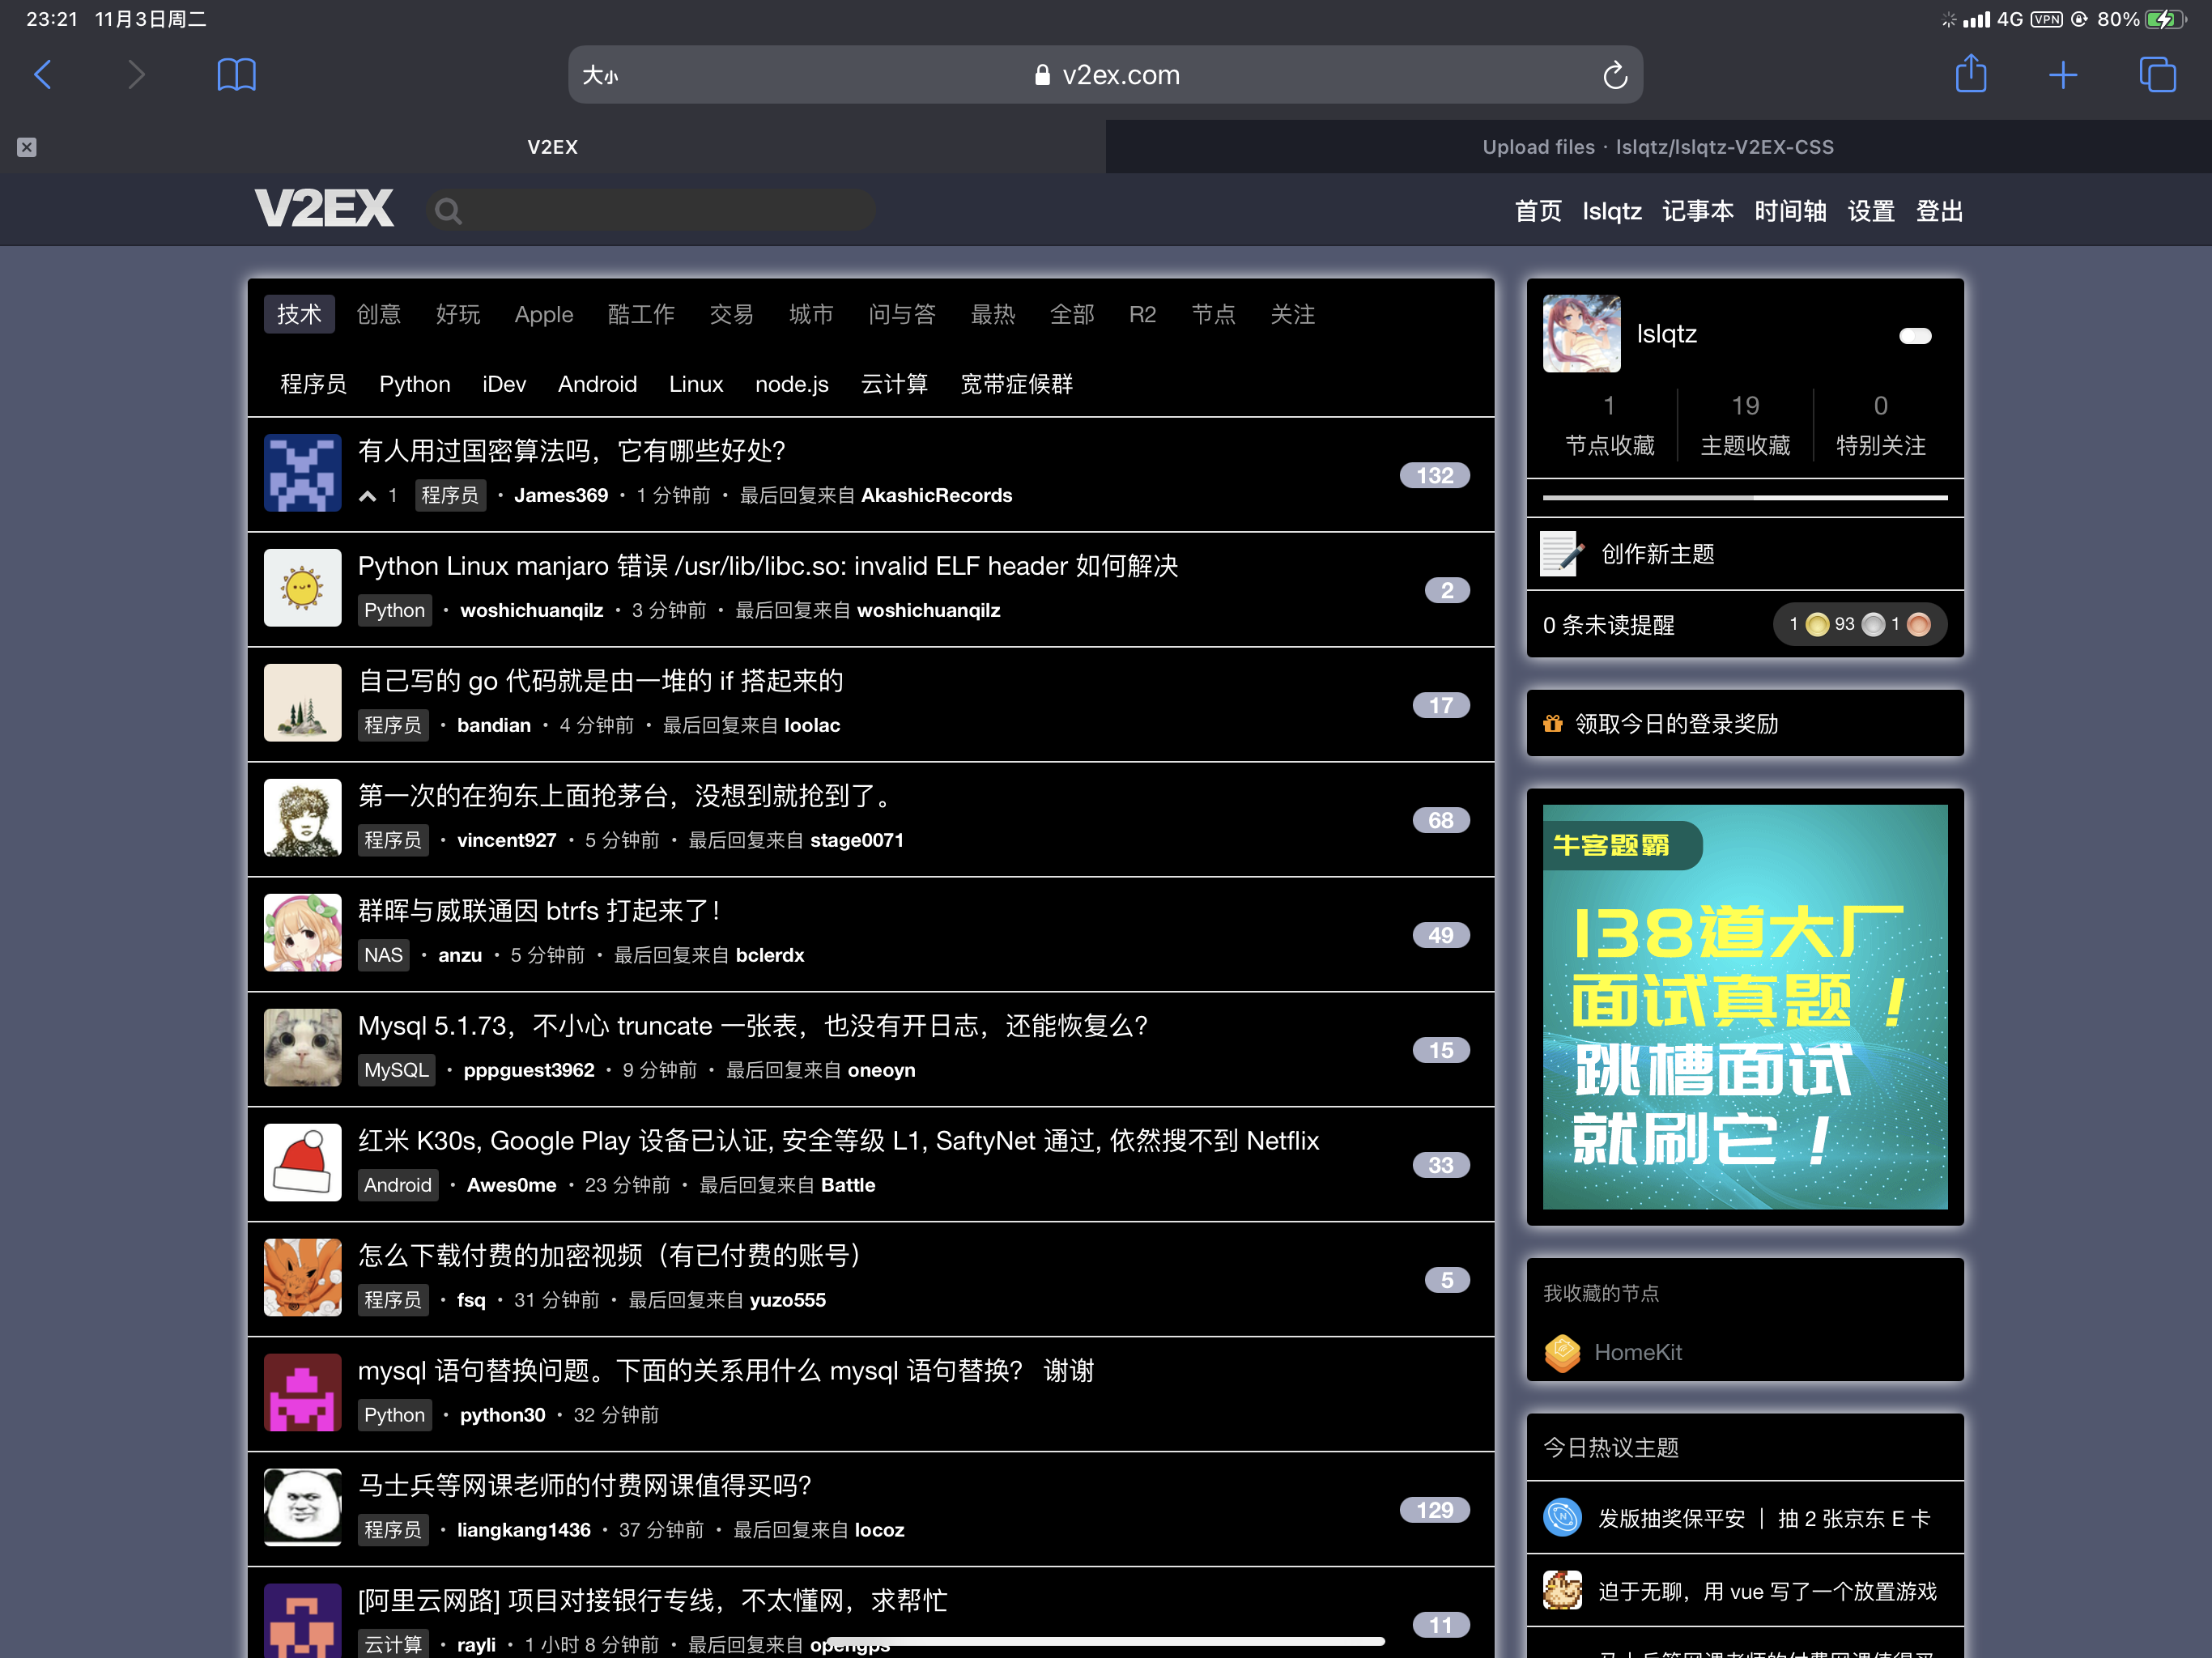 23:21 11月3日周二
4G VPN 80%
大小 v2ex.com
V2EX
Upload files · lslqtz/lslqtz-V2EX-CSS
V2EX
首页 lslqtz 记事本 时间轴 设置 登出
技术 创意 好玩 Apple 酷工作 交易 城市 问与答 最热 全部 R2 节点 关注
程序员 Python iDev Android Linux node.js 云计算 宽带症候群
有人用过国密算法吗，它有哪些好处？
132
1 程序员 • James369 • 1 分钟前 • 最后回复来自 AkashicRecords
Python Linux manjaro 错误 /usr/lib/libc.so: invalid ELF header 如何解决
2
Python • woshichuanqilz • 3 分钟前 • 最后回复来自 woshichuanqilz
自己写的 go 代码就是由一堆的 if 搭起来的
17
程序员 • bandian • 4 分钟前 • 最后回复来自 loolac
第一次的在狗东上面抢茅台，没想到就抢到了。
68
程序员 • vincent927 • 5 分钟前 • 最后回复来自 stage0071
群晖与威联通因 btrfs 打起来了！
49
NAS • anzu • 5 分钟前 • 最后回复来自 bclerdx
Mysql 5.1.73，不小心 truncate 一张表，也没有开日志，还能恢复么？
15
MySQL • pppguest3962 • 9 分钟前 • 最后回复来自 oneoyn
红米 K30s, Google Play 设备已认证, 安全等级 L1, SaftyNet 通过, 依然搜不到 Netflix
33
Android • Awes0me • 23 分钟前 • 最后回复来自 Battle
怎么下载付费的加密视频（有已付费的账号）
5
程序员 • fsq • 31 分钟前 • 最后回复来自 yuzo555
mysql 语句替换问题。下面的关系用什么 mysql 语句替换？ 谢谢
Python • python30 • 32 分钟前
马士兵等网课老师的付费网课值得买吗？
129
程序员 • liangkang1436 • 37 分钟前 • 最后回复来自 locoz
[阿里云网路] 项目对接银行专线，不太懂网，求帮忙
11
云计算 • rayli • 1 小时 8 分钟前 • 最后回复来自 opengps
lslqtz
1 19 0
节点收藏 主题收藏 特别关注
创作新主题
0 条未读提醒 1 93 1
领取今日的登录奖励
牛客题霸
138道大厂
面试真题！
跳槽面试
就刷它！
我收藏的节点
HomeKit
今日热议主题
发版抽奖保平安 ｜ 抽 2 张京东 E 卡
迫于无聊，用 vue 写了一个放置游戏
马士兵等网课老师的付费网课值得买